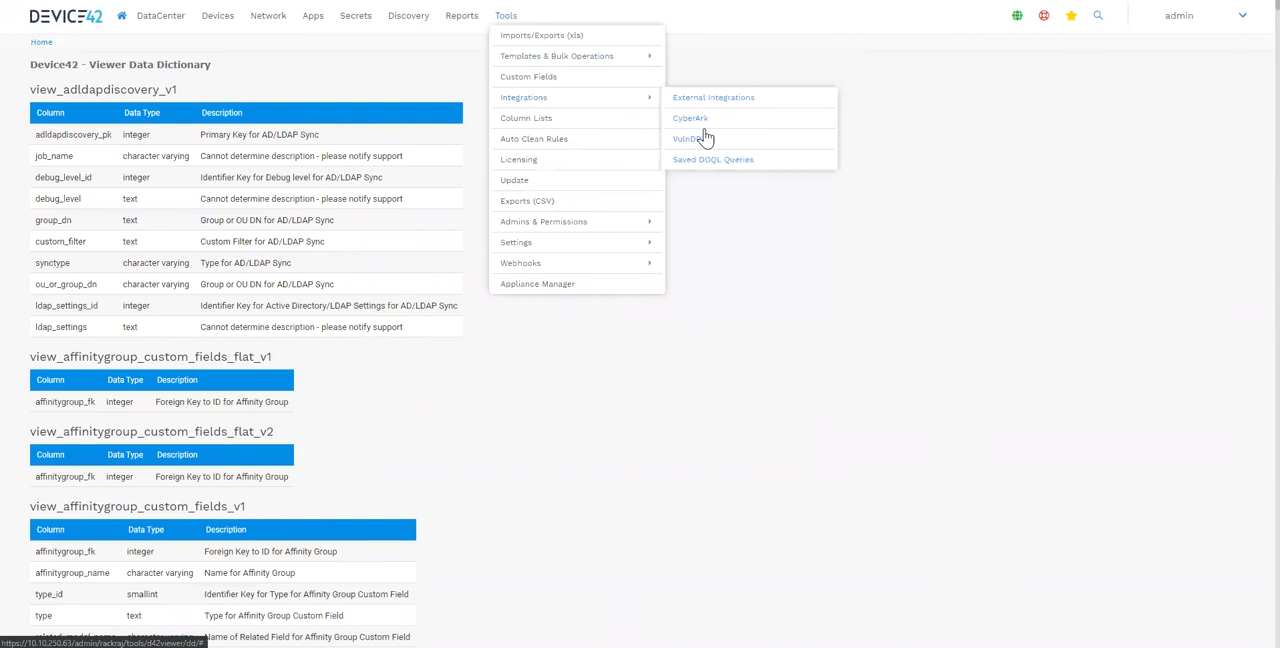 DEVICE42 DataCenter Devices Network Apps Secrets Discovery Reports Tools admin
Home
Device42 - Viewer Data Dictionary
view_adldapdiscovery_v1
Column Data Type Description
adldapdiscovery_pk integer Primary Key for AD/LDAP Sync
job_name character varying Cannot determine description - please notify support
debug_level_id integer Identifier Key for Debug level for AD/LDAP Sync
debug_level text Cannot determine description - please notify support
group_dn text Group or OU DN for AD/LDAP Sync
custom_filter text Custom Filter for AD/LDAP Sync
synctype character varying Type for AD/LDAP Sync
ou_or_group_dn character varying Group or OU DN for AD/LDAP Sync
ldap_settings_id integer Identifier Key for Active Directory/LDAP Settings for AD/LDAP Sync
ldap_settings text Cannot determine description - please notify support
view_affinitygroup_custom_fields_flat_v1
Column Data Type Description
affinitygroup_fk integer Foreign Key to ID for Affinity Group
view_affinitygroup_custom_fields_flat_v2
Column Data Type Description
affinitygroup_fk integer Foreign Key to ID for Affinity Group
view_affinitygroup_custom_fields_v1
Column Data Type Description
affinitygroup_fk integer Foreign Key to ID for Affinity Group
affinitygroup_name character varying Name for Affinity Group
type_id smallint Identifier Key for Type for Affinity Group Custom Field
type text Type for Affinity Group Custom Field
Name of Related Field for Affinity Group Custom Field
https://10.10.250.63/admin/rackraj/tools/d42viewer/dd/#
Imports/Exports (xls)
Templates & Bulk Operations
Custom Fields
Integrations
Column Lists
Auto Clean Rules
Licensing
Update
Exports (CSV)
Admins & Permissions
Settings
Webhooks
Appliance Manager
External Integrations
CyberArk
Saved DOQL Queries